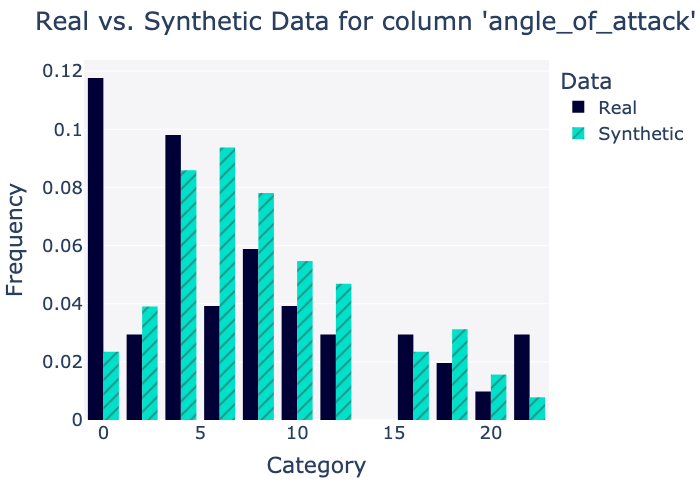 Real vs. Synthetic Data for column 'angle_of_attack'
0.12
0.1
0.08
0.06
0.04
0.02
0
Frequency
0 5 10 15 20
Category
Data
Real
Synthetic